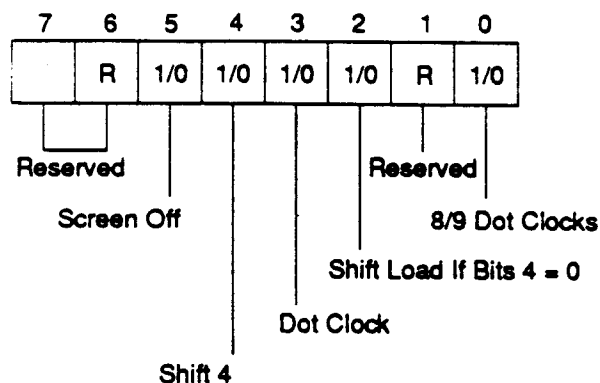 7 6 5 4 3 2 1 0
R 1/0 1/0 1/0 1/0 R 1/0
Reserved Reserved
Screen Off 8/9 Dot Clocks
Shift Load If Bits 4 = 0
Dot Clock
Shift 4